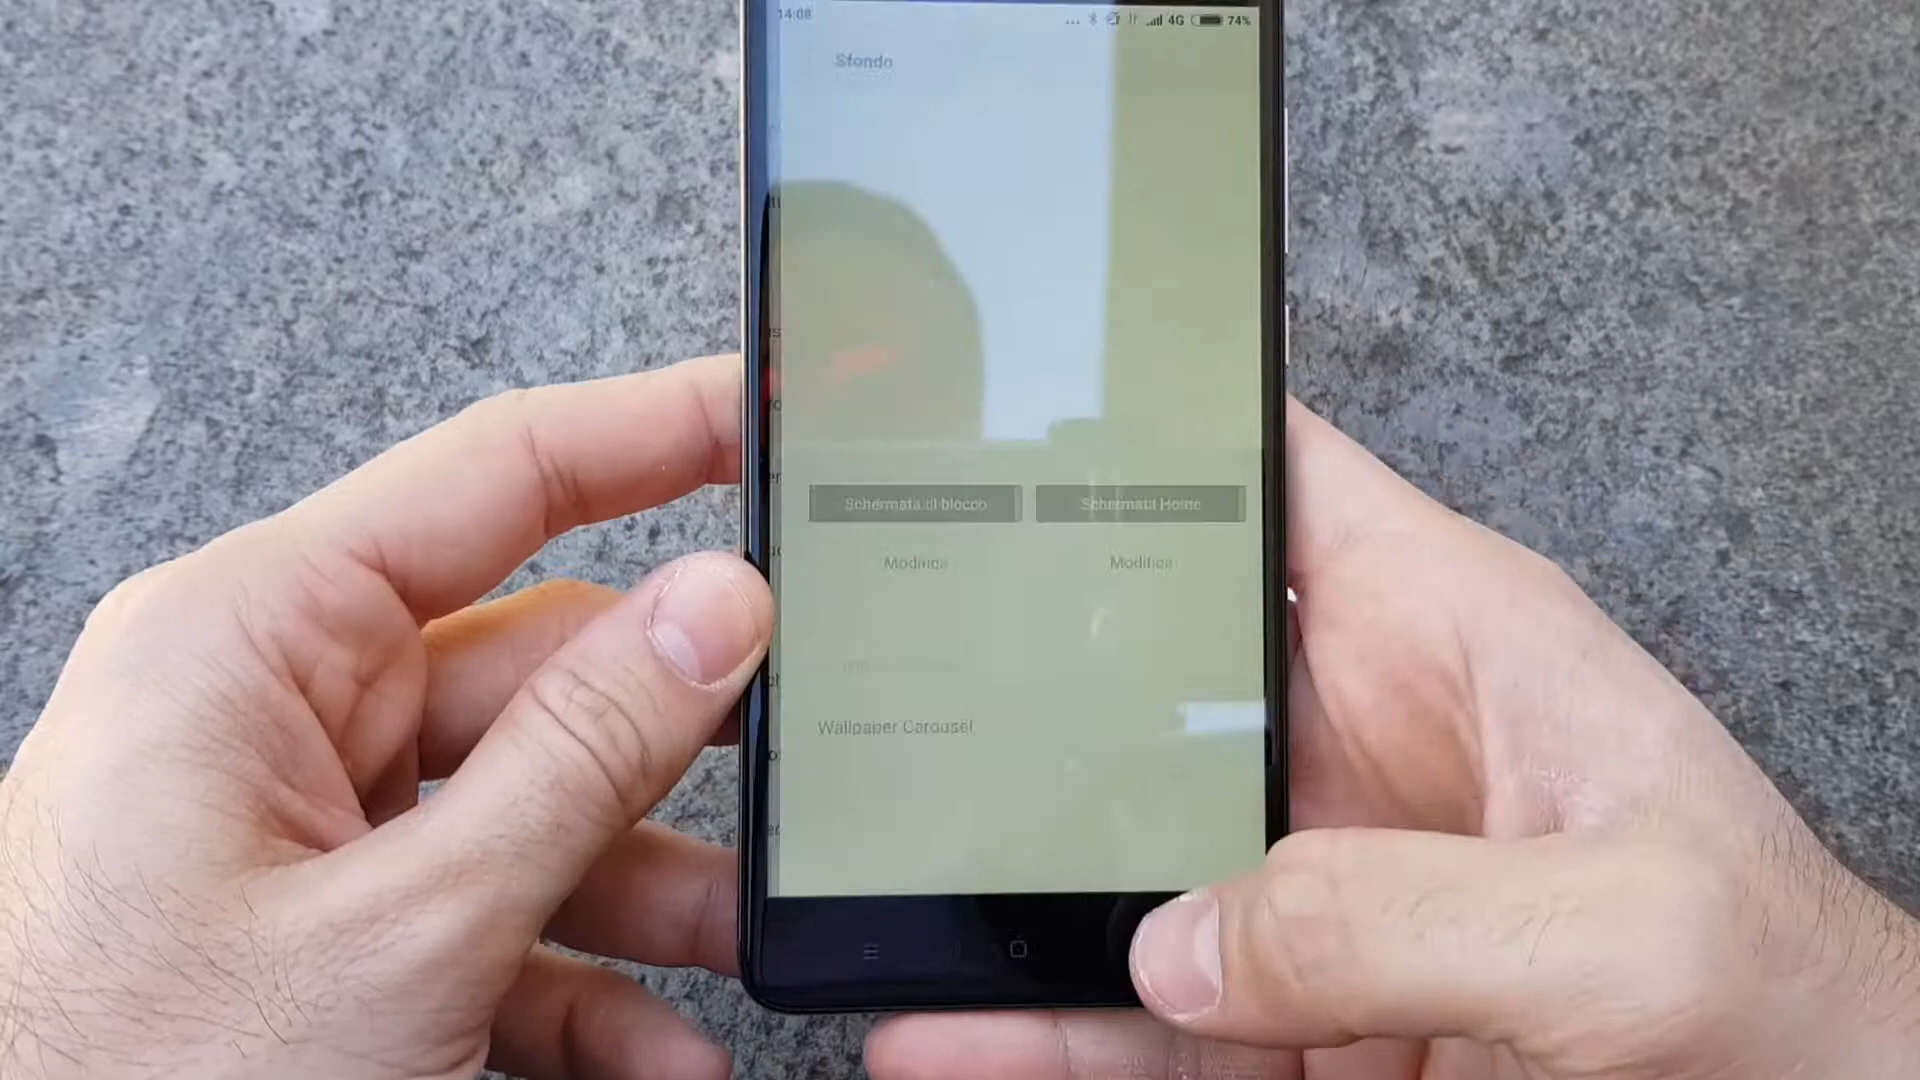 14:08
... 4G 74%
Sfondo
Schermata di blocco
Schermata Home
Modifica
Modifica
Wallpaper Carousel